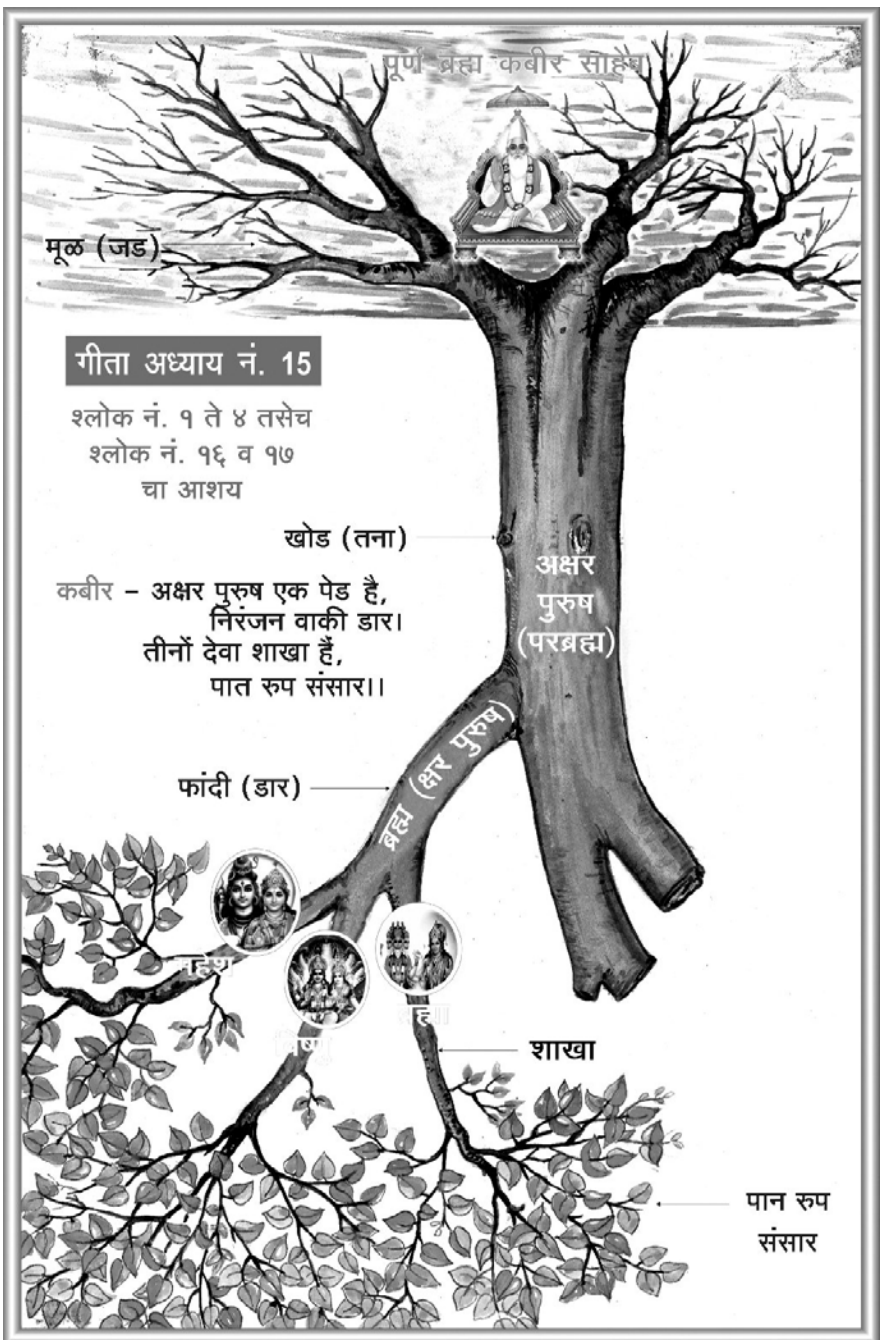 पूर्ण ब्रह्म कबीर साहेब
मूळ (जड)
गीता अध्याय नं. 15
श्लोक नं. १ ते ४ तसेच
श्लोक नं. १६ व १७
चा आशय
खोड (तना)
अक्षर
पुरुष
(परब्रह्म)
कबीर – अक्षर पुरुष एक पेड है,
निरंजन वाकी डार।
तीनों देवा शाखा हैं,
पात रुप संसार।।
ब्रह्म (क्षर पुरुष)
फांदी (डार)
महेश
विष्णु
शाखा
पान रुप
संसार